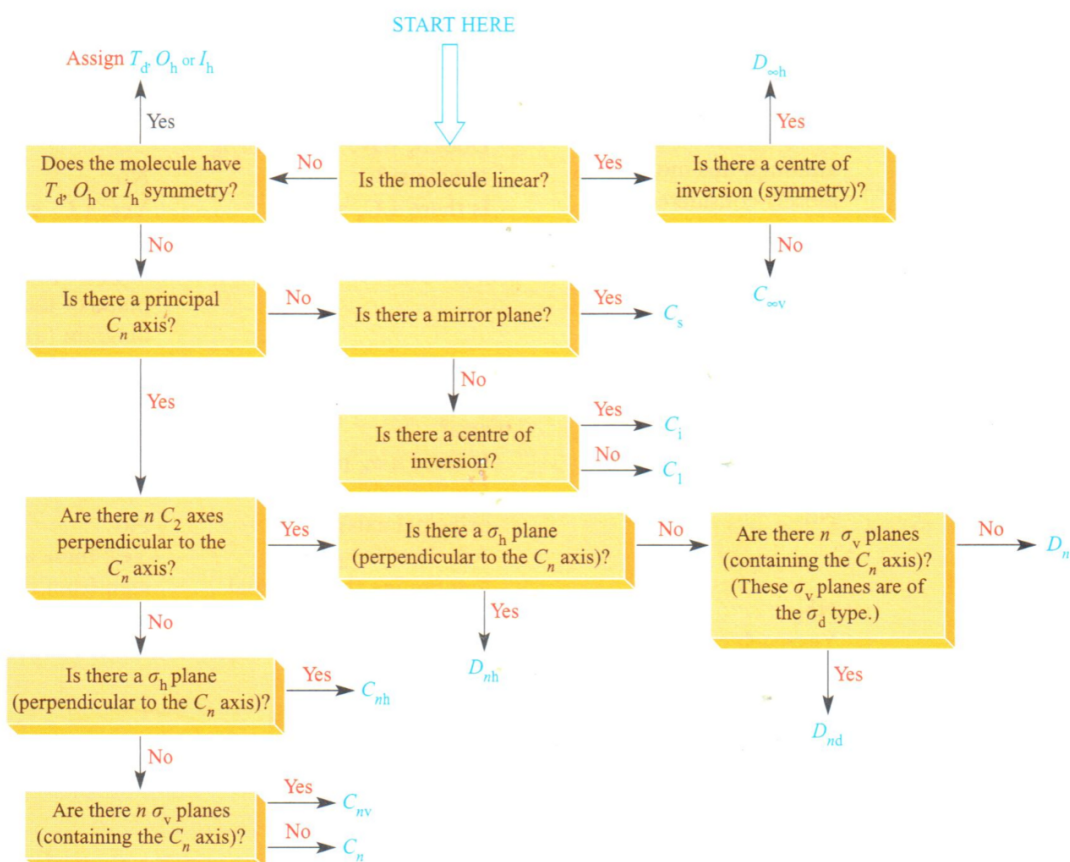 START HERE
Assign T_d, O_h or I_h
D_∞h
Yes
Yes
Does the molecule have
T_d, O_h or I_h symmetry?
No
Is the molecule linear?
Yes
Is there a centre of
inversion (symmetry)?
No
No
C_∞v
Is there a principal
C_n axis?
No
Is there a mirror plane?
Yes
C_s
Yes
No
Is there a centre of
inversion?
Yes
C_i
No
C_1
Are there n C_2 axes
perpendicular to the
C_n axis?
Yes
Is there a σ_h plane
(perpendicular to the C_n axis)?
No
Are there n σ_v planes
(containing the C_n axis)?
(These σ_v planes are of
the σ_d type.)
No
D_n
No
Yes
D_nh
Yes
D_nd
Is there a σ_h plane
(perpendicular to the C_n axis)?
Yes
C_nh
No
Are there n σ_v planes
(containing the C_n axis)?
Yes
C_nv
No
C_n